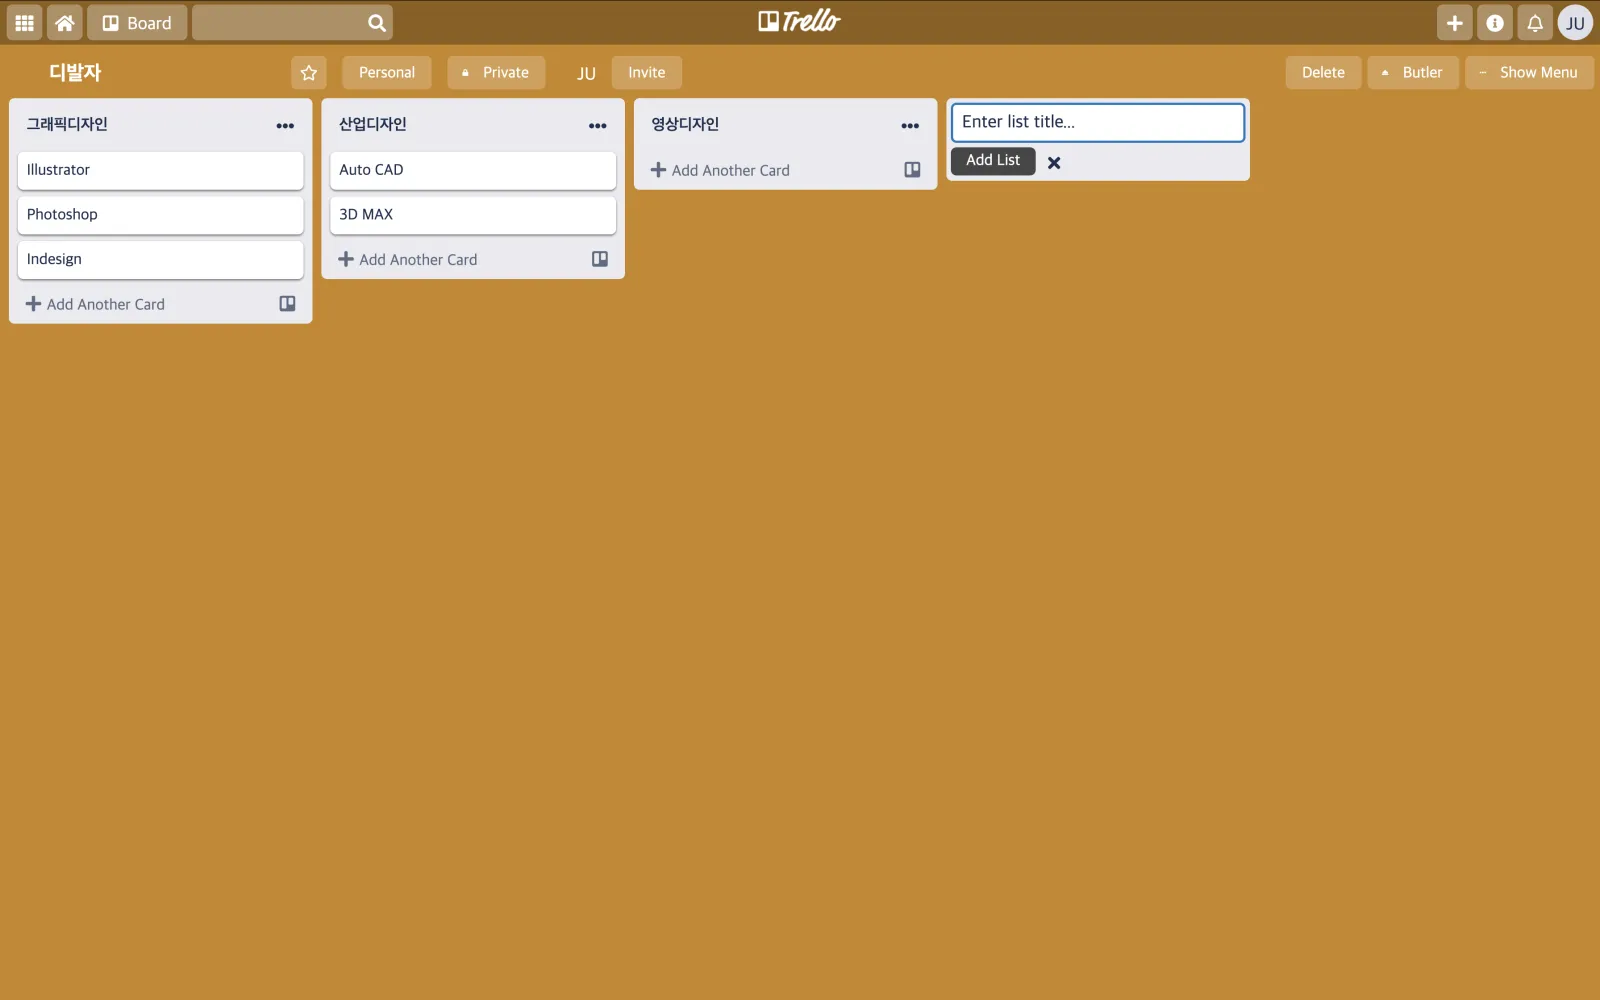 Board
Trello
JU
디발자
Personal
Private
JU
Invite
Delete
Butler
Show Menu
그래픽디자인
Illustrator
Photoshop
Indesign
Add Another Card
산업디자인
Auto CAD
3D MAX
Add Another Card
영상디자인
Add Another Card
Enter list title...
Add List